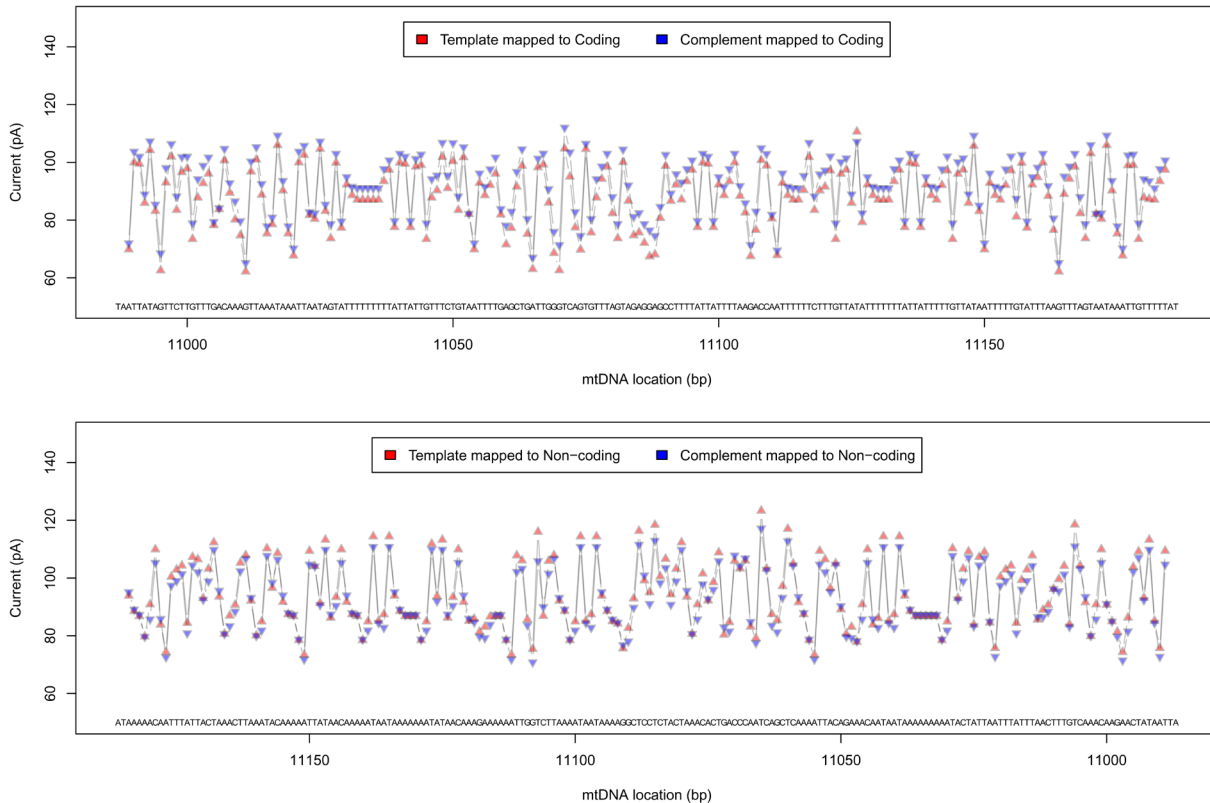 140
120
100
80
60
Current (pA)
Template mapped to Coding
Complement mapped to Coding
TAATTATAGTTCTTGTTTGACAAAGTTAAATAAATTAATAGTATTTTTTTTTTATTATTGTTTCTGTAATTTTGAGCTGATTGGGTCAGTGTTTAGTAGAGGAGCCTTTTATTATTTTAAGACCAATTTTTTCTTTGTTATATTTTTTTATTATTTTTGTTATAATTTTTGTATTTAAGTTTAGTAATAAATTGTTTTTAT
11000 11050 11100 11150
mtDNA location (bp)
140
120
100
80
60
Current (pA)
Template mapped to Non−coding
Complement mapped to Non−coding
ATAAAAACAATTTATTACTAAACTTAAATACAAAAATTATAACAAAAATAATAAAAAAATATAACAAAGAAAAAATTGGTCTTAAAATAATAAAAGGCTCCTCTACTAAACACTGACCCAATCAGCTCAAAATTACAGAAACAATAATAAAAAAAAAATACTATTAATTTATTTAACTTTGTCAAACAAGAACTATAATTA
11150 11100 11050 11000
mtDNA location (bp)